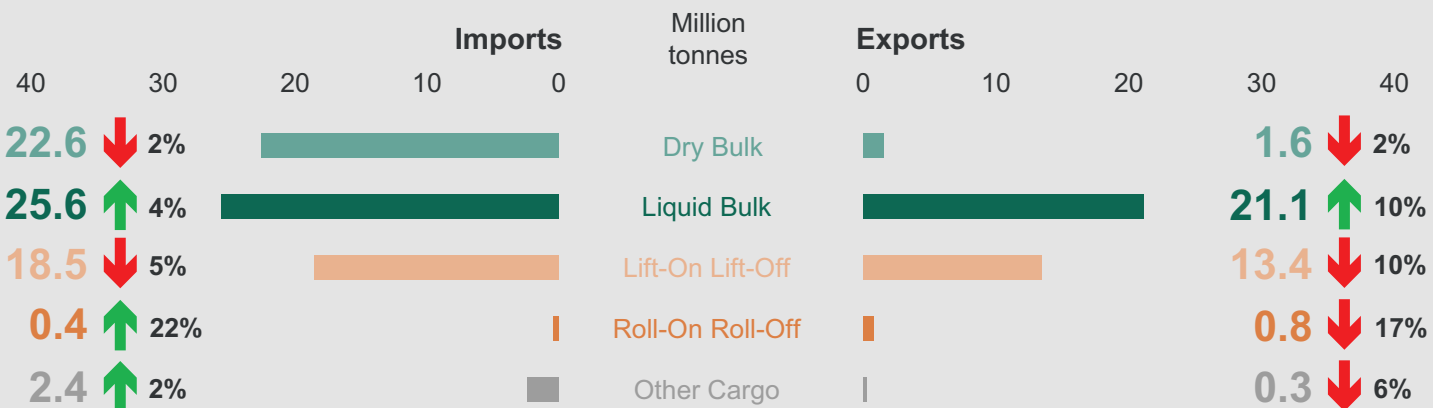 Imports Million tonnes Exports
40 30 20 10 0 0 10 20 30 40
22.6 2% Dry Bulk 1.6 2%
25.6 4% Liquid Bulk 21.1 10%
18.5 5% Lift-On Lift-Off 13.4 10%
0.4 22% Roll-On Roll-Off 0.8 17%
2.4 2% Other Cargo 0.3 6%